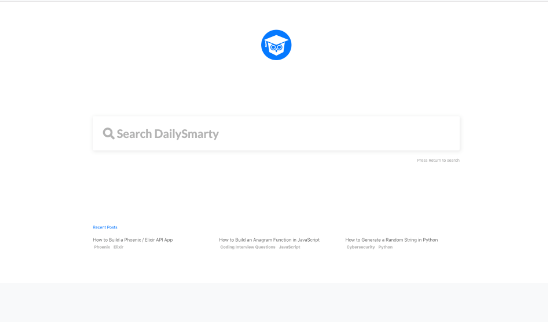 Search DailySmarty
Press return to search
Recent Posts
How to Build a Phoenix / Elixir API App
Phoenix Elixir
How to Build an Anagram Function in JavaScript
Coding Interview Questions JavaScript
How to Generate a Random String in Python
Cybersecurity Python